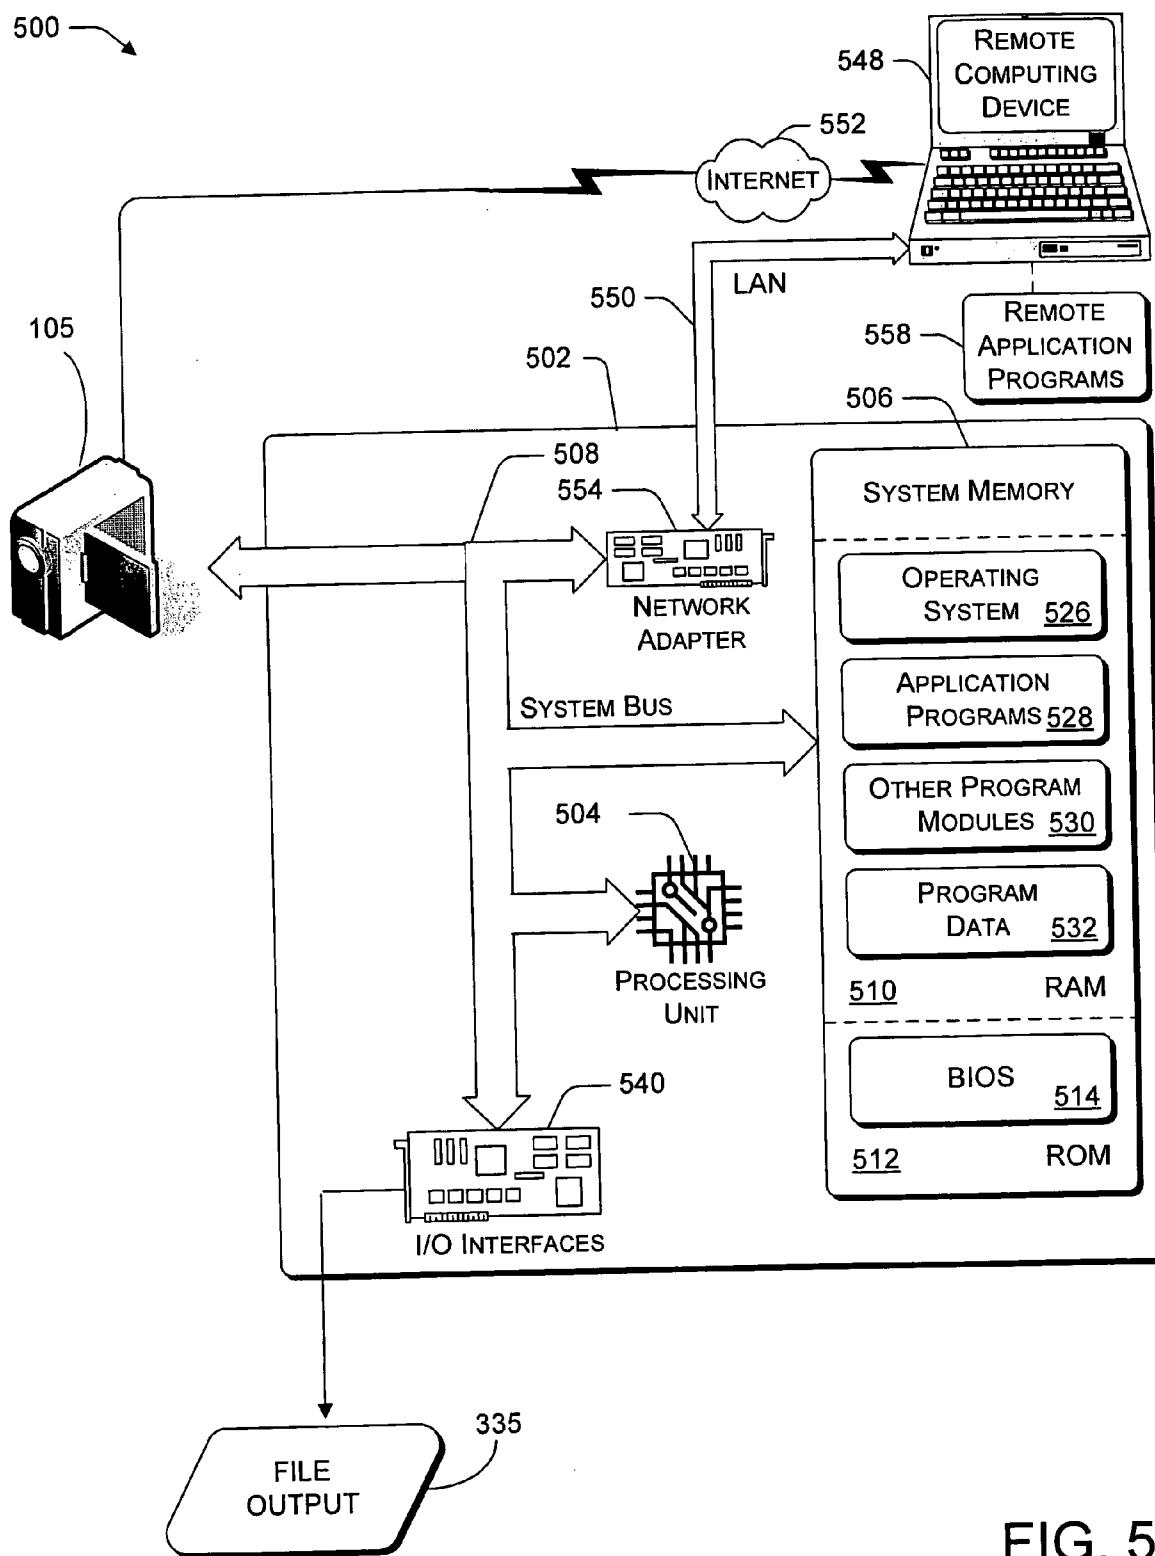 500
REMOTE
COMPUTING
DEVICE
548
552
INTERNET
LAN
550
105
REMOTE
APPLICATION
PROGRAMS
558
502
506
508
554
SYSTEM MEMORY
NETWORK
ADAPTER
OPERATING
SYSTEM 526
SYSTEM BUS
APPLICATION
PROGRAMS 528
OTHER PROGRAM
MODULES 530
504
PROCESSING
UNIT
PROGRAM
DATA 532
510 RAM
BIOS
514
512 ROM
540
I/O INTERFACES
335
FILE
OUTPUT
FIG. 5